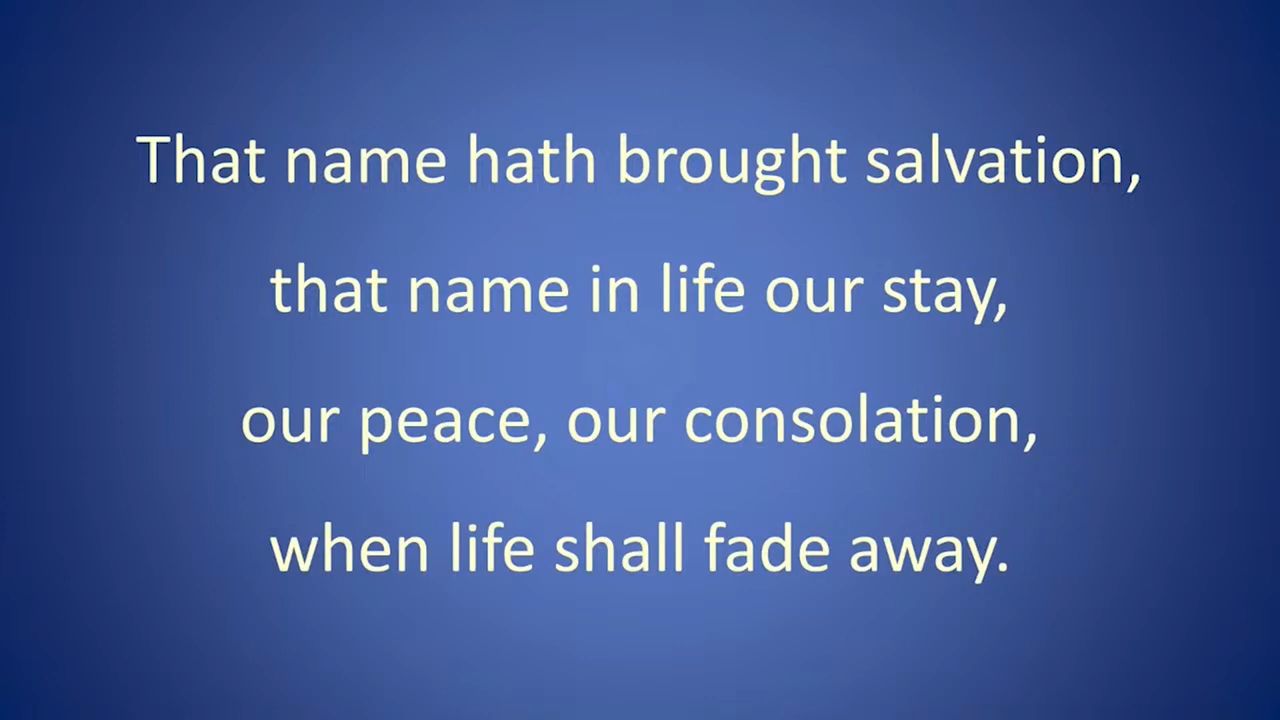 That name hath brought salvation,
that name in life our stay,
our peace, our consolation,
when life shall fade away.